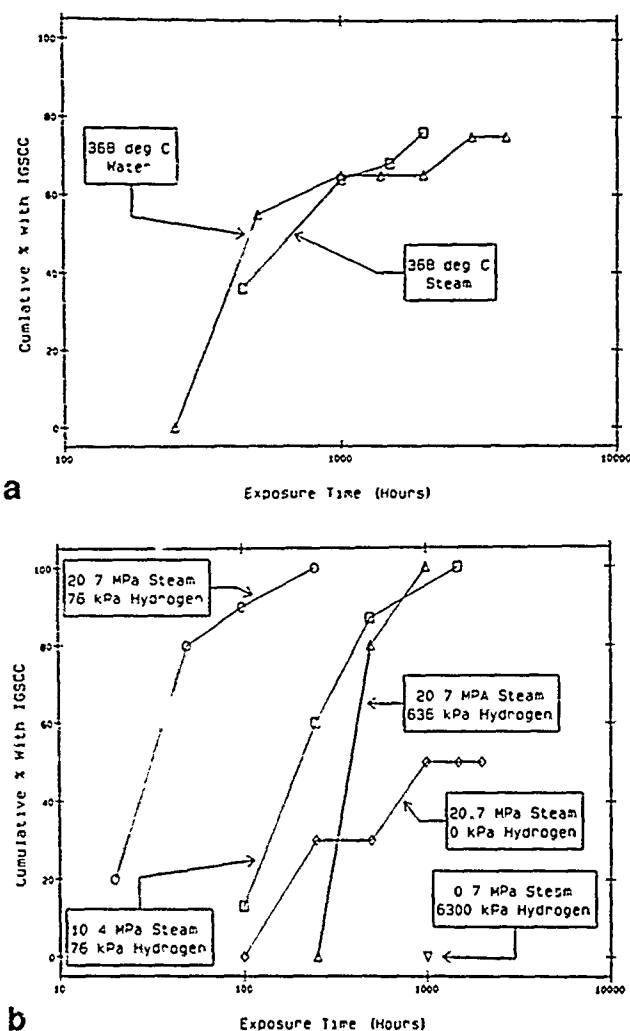 100
80
60
40
20
0
Cumlative % with IGSCC
368 deg C
Water
368 deg C
Steam
100
1000
10000
a
Exposure Time (Hours)
100
80
60
40
20
0
Cumulative % With IGSCC
20 7 MPa Steam
76 kPa Hydrogen
20 7 MPA Steam
636 kPa Hydrogen
20.7 MPa Steam
0 kPa Hydrogen
0 7 MPa Steam
6300 kPa Hydrogen
10 4 MPa Steam
76 kPa Hydrogen
10
100
1000
10000
b
Exposure Time (Hours)